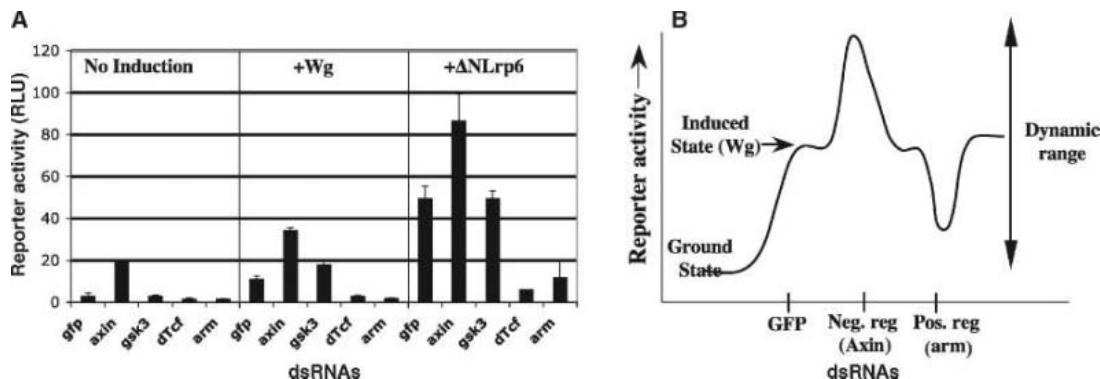 A
120
100
80
60
40
20
0
Reporter activity (RLU)
No Induction
+Wg
+ΔNLrp6
gfp
axin
gsk3
dTcf
arm
gfp
axin
gsk3
dTcf
arm
gfp
axin
gsk3
dTcf
arm
dsRNAs
B
Reporter activity
Induced
State (Wg)
Ground
State
Dynamic
range
GFP
Neg. reg
(Axin)
Pos. reg
(arm)
dsRNAs